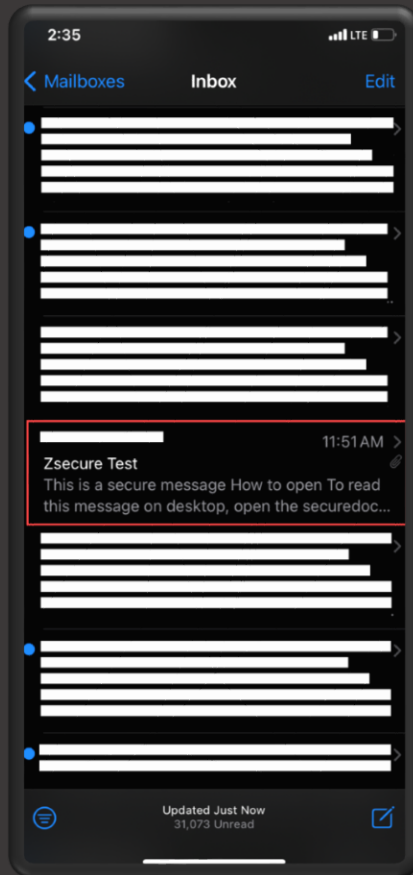 2:35 LTE
Mailboxes Inbox Edit
11:51 AM
Zsecure Test
This is a secure message How to open To read
this message on desktop, open the securedoc...
Updated Just Now
31,073 Unread